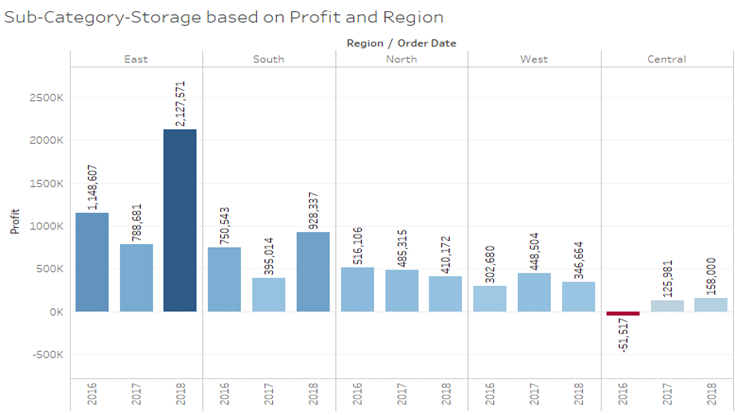 Sub-Category-Storage based on Profit and Region
Region / Order Date
East South North West Central
2500K
2000K
1500K
1000K
500K
0K
-500K
Profit
1,148,607
788,681
2,127,571
750,543
395,014
928,337
516,106
485,315
410,172
302,680
448,504
346,664
-51,517
125,981
158,000
2016 2017 2018 2016 2017 2018 2016 2017 2018 2016 2017 2018 2016 2017 2018